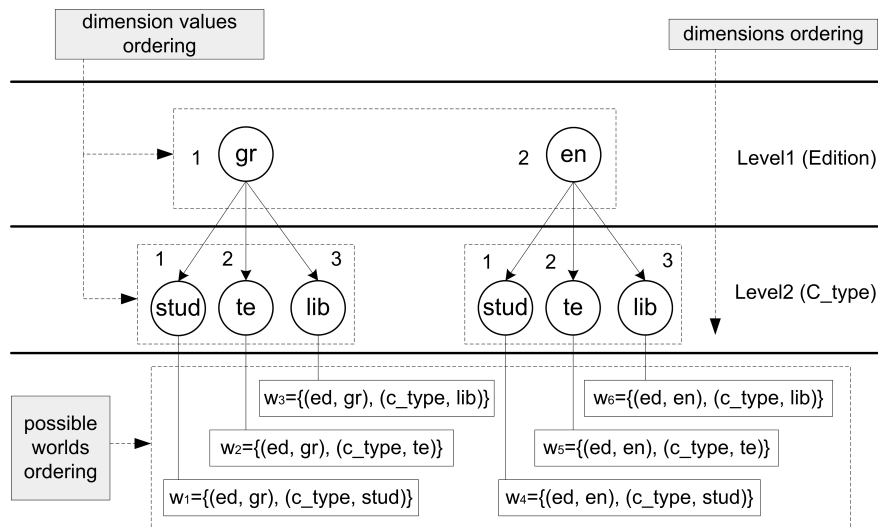 dimension values
ordering
dimensions ordering
1
gr
2
en
Level1 (Edition)
1
2
3
1
2
3
stud
te
lib
stud
te
lib
Level2 (C_type)
w3={(ed, gr), (c_type, lib)}
w6={(ed, en), (c_type, lib)}
possible
worlds
ordering
w2={(ed, gr), (c_type, te)}
w5={(ed, en), (c_type, te)}
w1={(ed, gr), (c_type, stud)}
w4={(ed, en), (c_type, stud)}